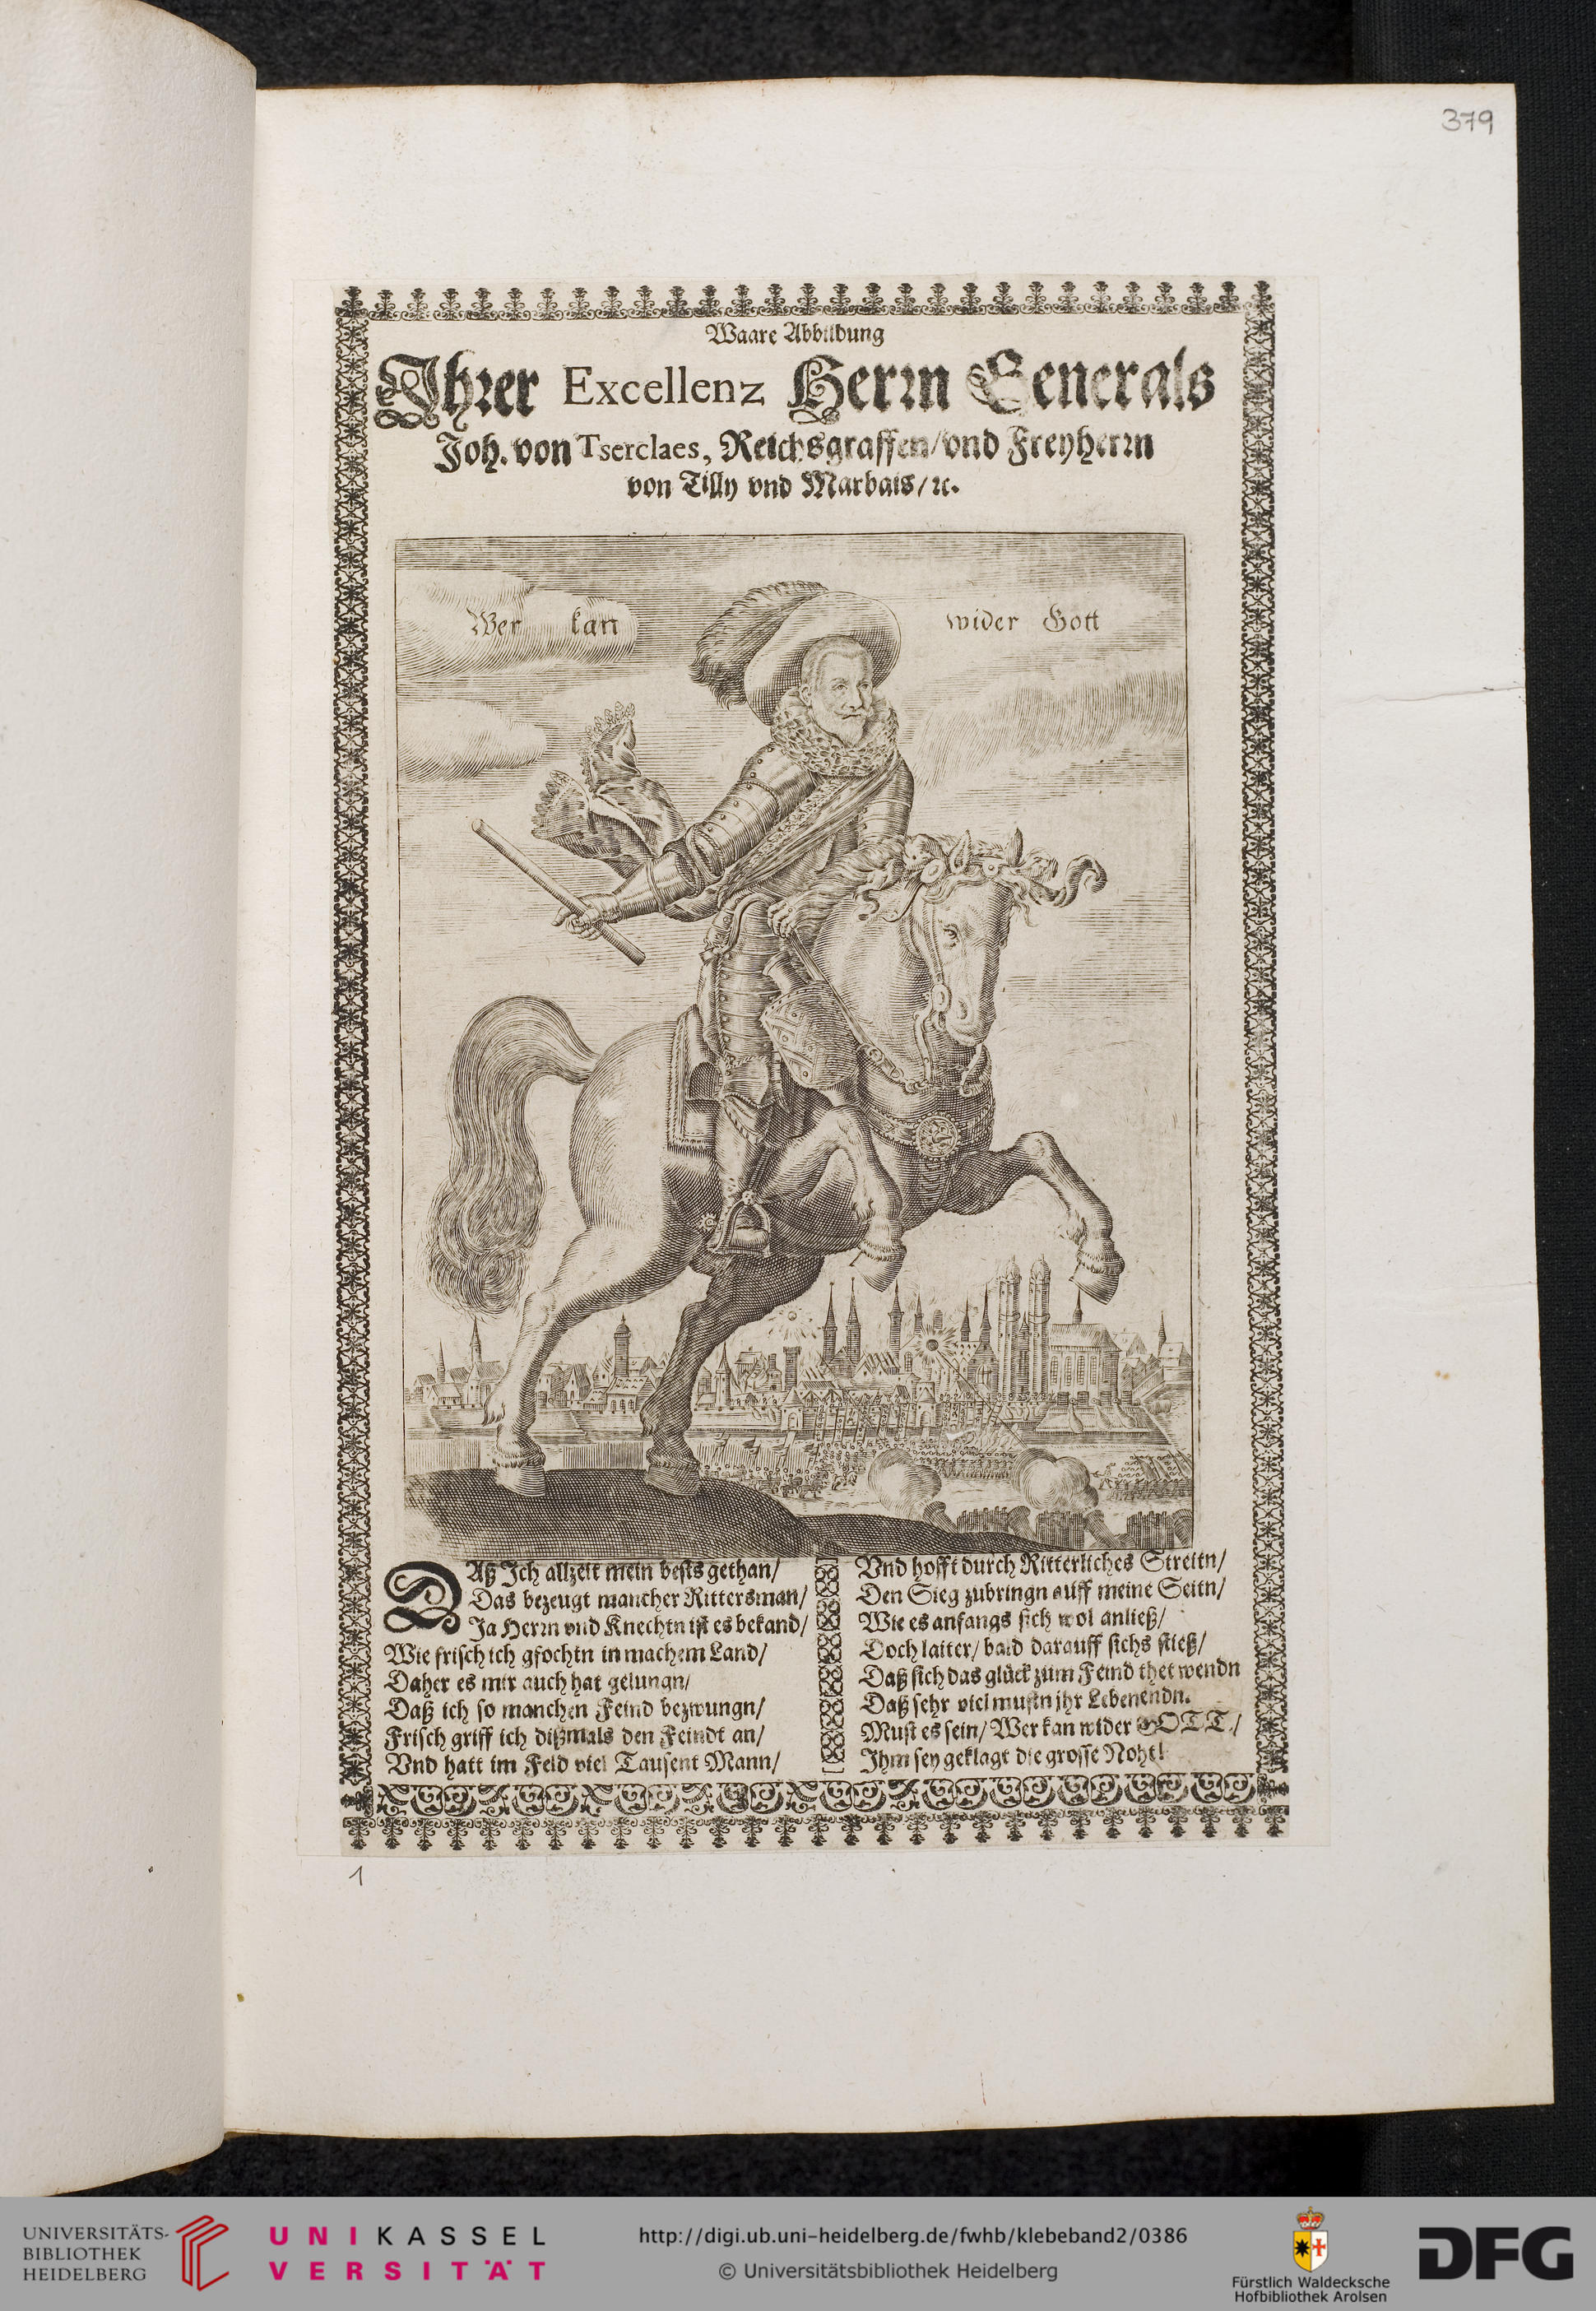 379
Waare Abbildung
Ihrer Excellenz Herrn Generals
Joh. von Tserclaes, Reichsgraffen/vnd Freyherrn
von Tilly vnd Marbais/ꝛc.
Wer kan wider Gott
DAß Ich allzeit mein bests gethan/
Das bezeugt mancher Rittersman/
Ja Herrn vnd Knechtn ist es bekand/
Wie frisch ich gfochtn in machem Land/
Daher es mir auch hat gelungn/
Daß ich so manchen Feind bezwungn/
Frisch griff ich dißmals den Feindt an/
Vnd hatt im Feld viel Tausent Mann/
Vnd hofft durch Ritterliches Streitn/
Den Sieg zubringn auff meine Seitn/
Wie es anfangs sich wol anließ/
Doch laiter/ bald darauff sichs stieß/
Daß sich das glück zum Feind thet wendn
Daß sehr viel mustn jhr Leben endn.
Must es sein/ Wer kan wider GOTT/
Ihm sey geklagt die grosse Noht!
1
UNIVERSITÄTS-
BIBLIOTHEK
HEIDELBERG
UNIKASSEL
VERSITÄT
http://digi.ub.uni-heidelberg.de/fwhb/klebeband2/0386
© Universitätsbibliothek Heidelberg
Fürstlich Waldecksche
Hofbibliothek Arolsen
DFG